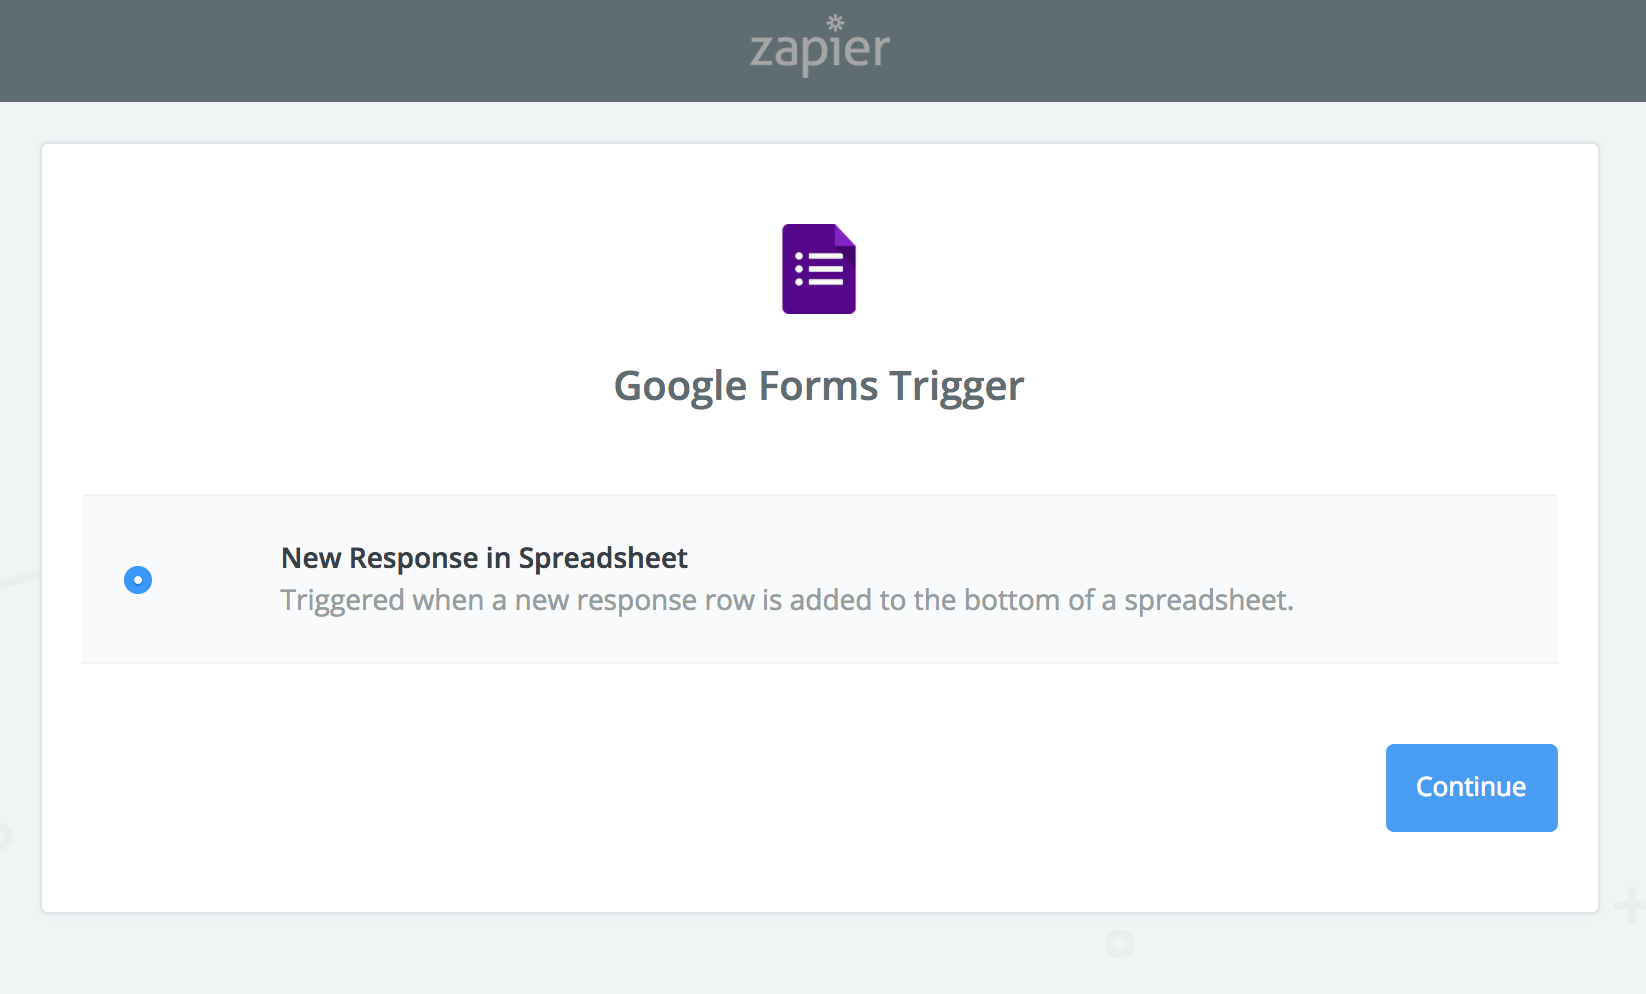 zapier
Google Forms Trigger
New Response in Spreadsheet
Triggered when a new response row is added to the bottom of a spreadsheet.
Continue